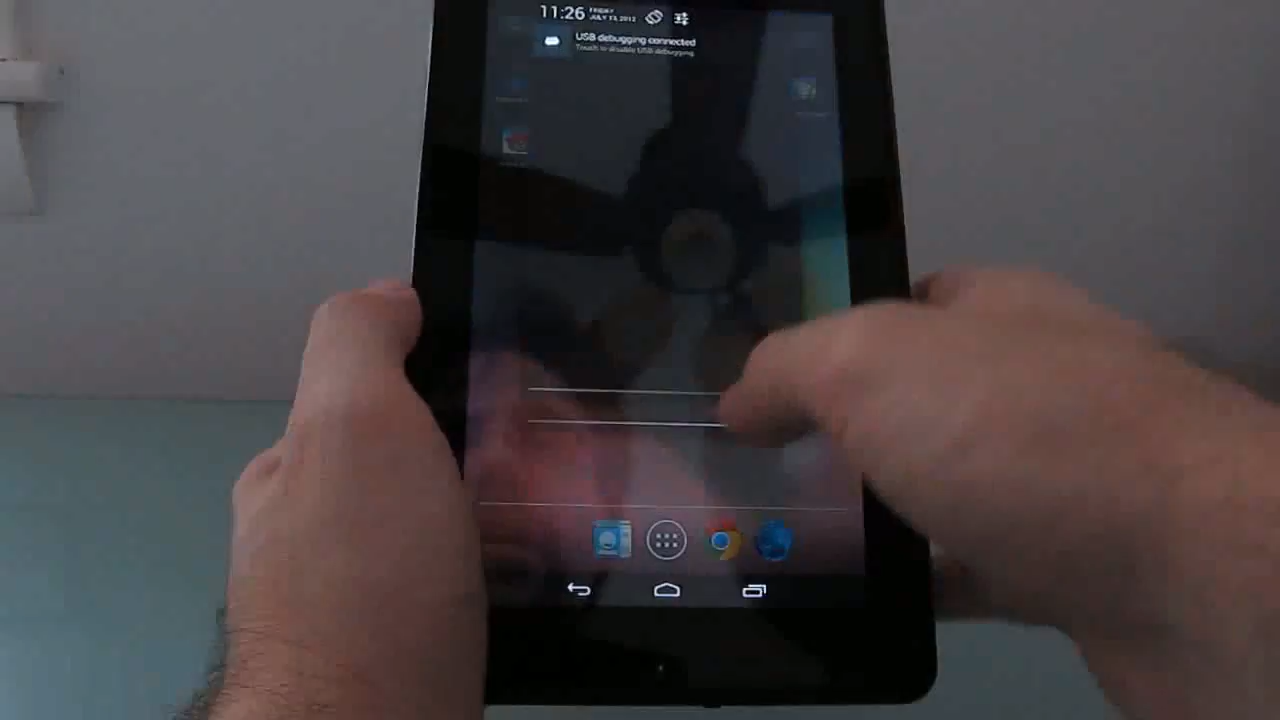 11:26 FRIDAY
JULY 13, 2012
USB debugging connected
Touch to disable USB debugging.